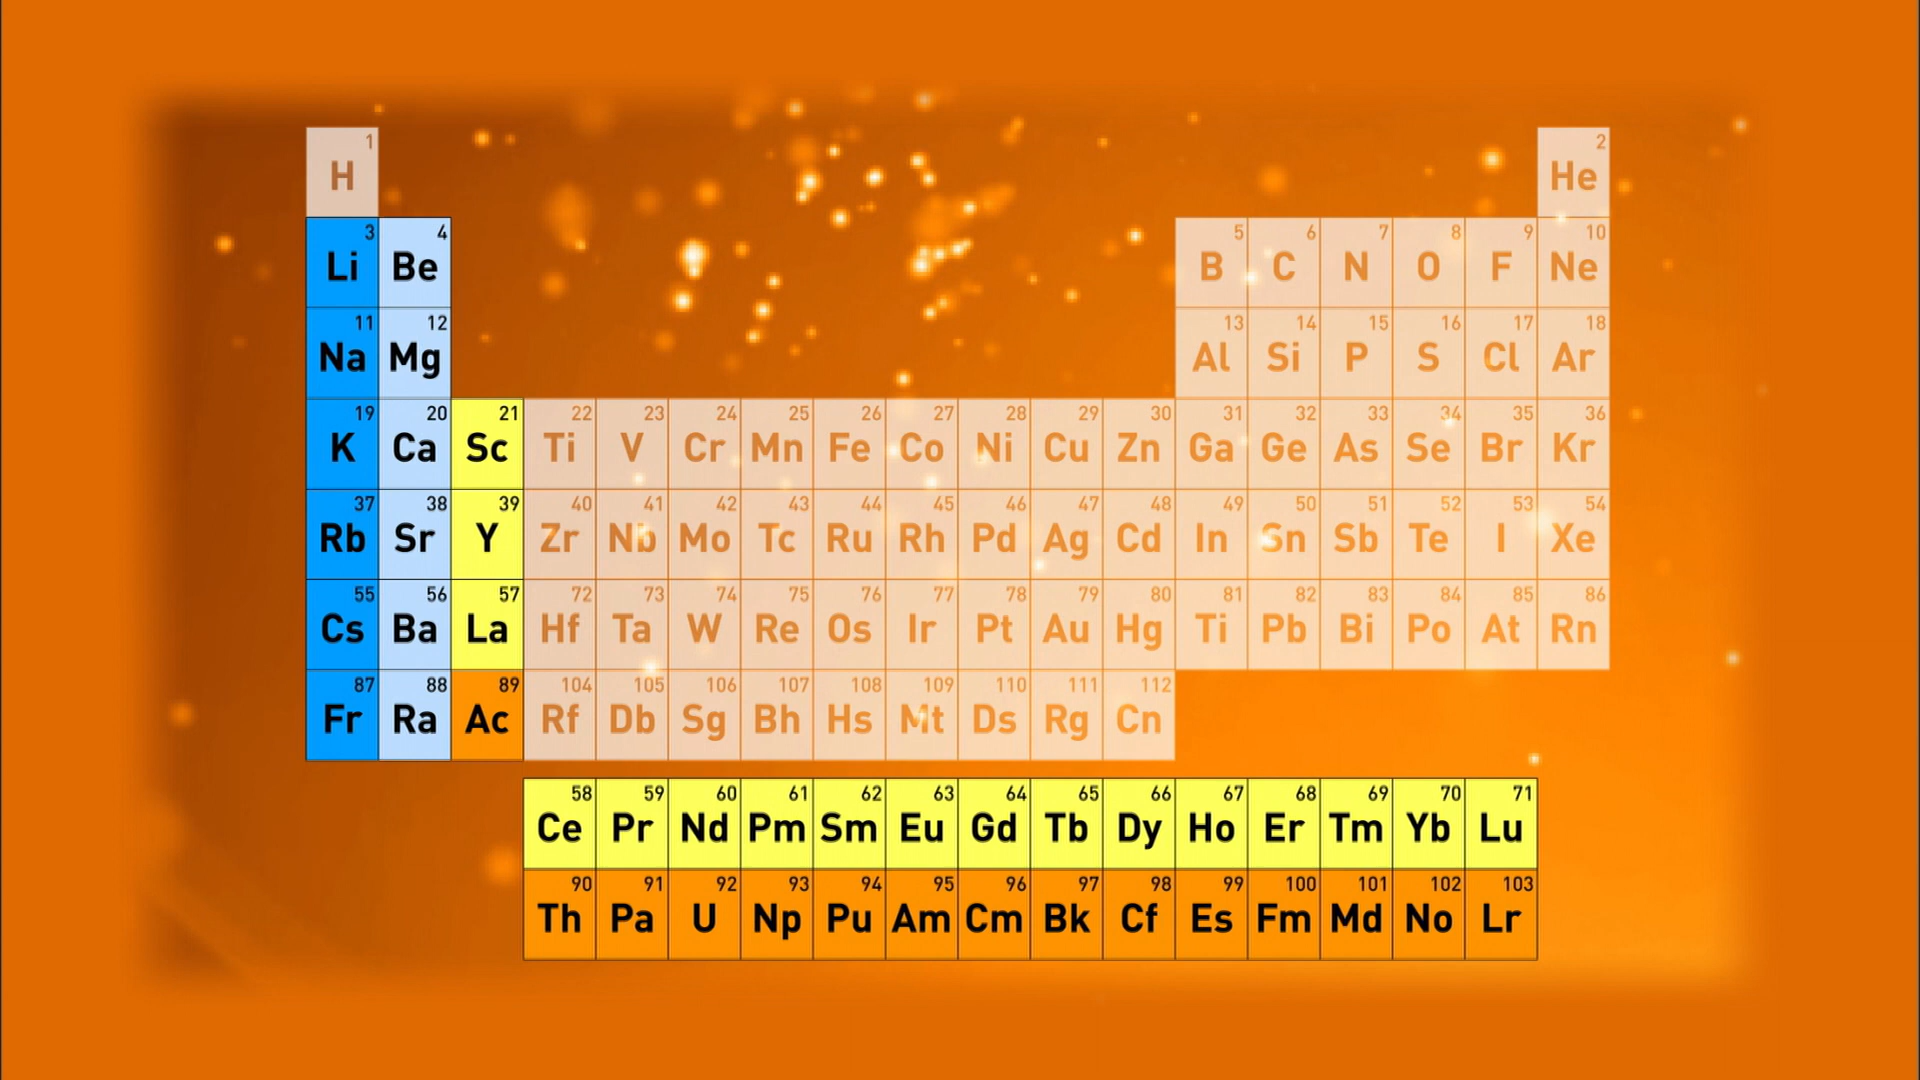 1 2
H He
3 4 5 6 7 8 9 10
Li Be B C N O F Ne
11 12 13 14 15 16 17 18
Na Mg Al Si P S Cl Ar
19 20 21 22 23 24 25 26 27 28 29 30 31 32 33 34 35 36
K Ca Sc Ti V Cr Mn Fe Co Ni Cu Zn Ga Ge As Se Br Kr
37 38 39 40 41 42 43 44 45 46 47 48 49 50 51 52 53 54
Rb Sr Y Zr Nb Mo Tc Ru Rh Pd Ag Cd In Sn Sb Te I Xe
55 56 57 72 73 74 75 76 77 78 79 80 81 82 83 84 85 86
Cs Ba La Hf Ta W Re Os Ir Pt Au Hg Ti Pb Bi Po At Rn
87 88 89 104 105 106 107 108 109 110 111 112
Fr Ra Ac Rf Db Sg Bh Hs Mt Ds Rg Cn
58 59 60 61 62 63 64 65 66 67 68 69 70 71
Ce Pr Nd Pm Sm Eu Gd Tb Dy Ho Er Tm Yb Lu
90 91 92 93 94 95 96 97 98 99 100 101 102 103
Th Pa U Np Pu Am Cm Bk Cf Es Fm Md No Lr